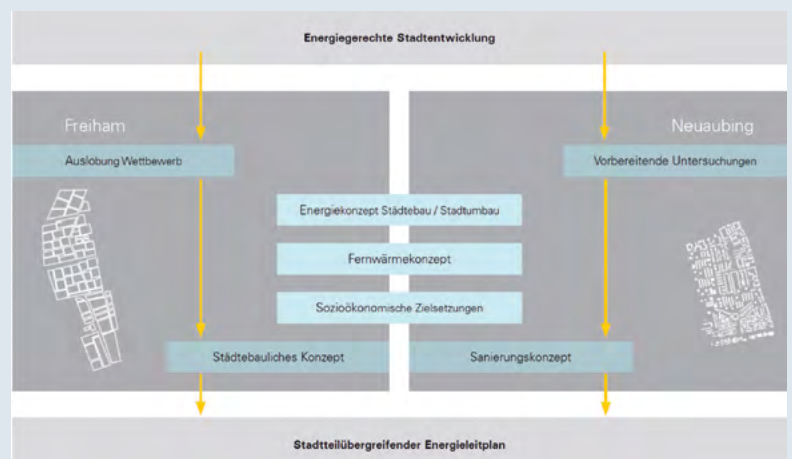 Energiegerechte Stadtentwicklung
Freiham
Neuaubing
Auslobung Wettbewerb
Vorbereitende Untersuchungen
Energiekonzept Städtebau / Stadtumbau
Fernwärmekonzept
Sozioökonomische Zielsetzungen
Städtebauliches Konzept
Sanierungskonzept
Stadtteilübergreifender Energieleitplan